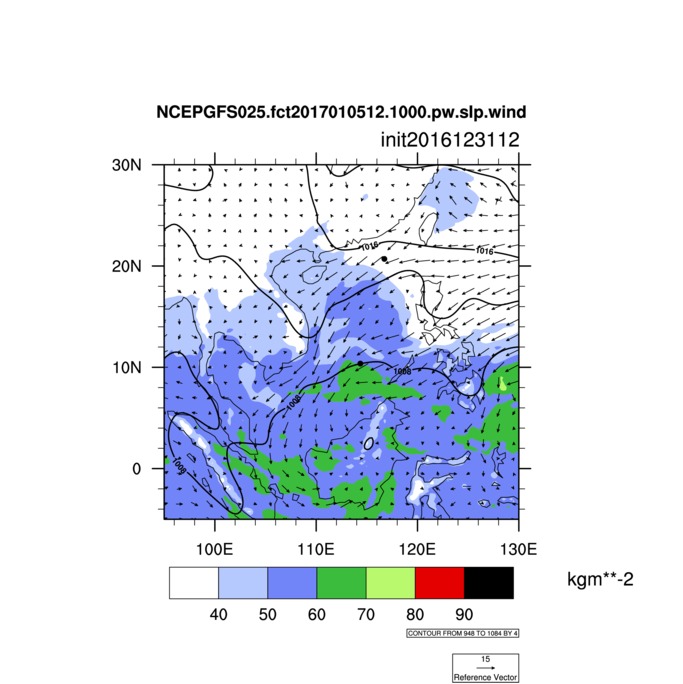 NCEPGFS025.fct2017010512.1000.pw.slp.wind
init2016123112
30N
1016
1016
20N
10N
1008
1008
1008
0
100E 110E 120E 130E
kgm**-2
40 50 60 70 80 90
CONTOUR FROM 948 TO 1084 BY 4
15
Reference Vector